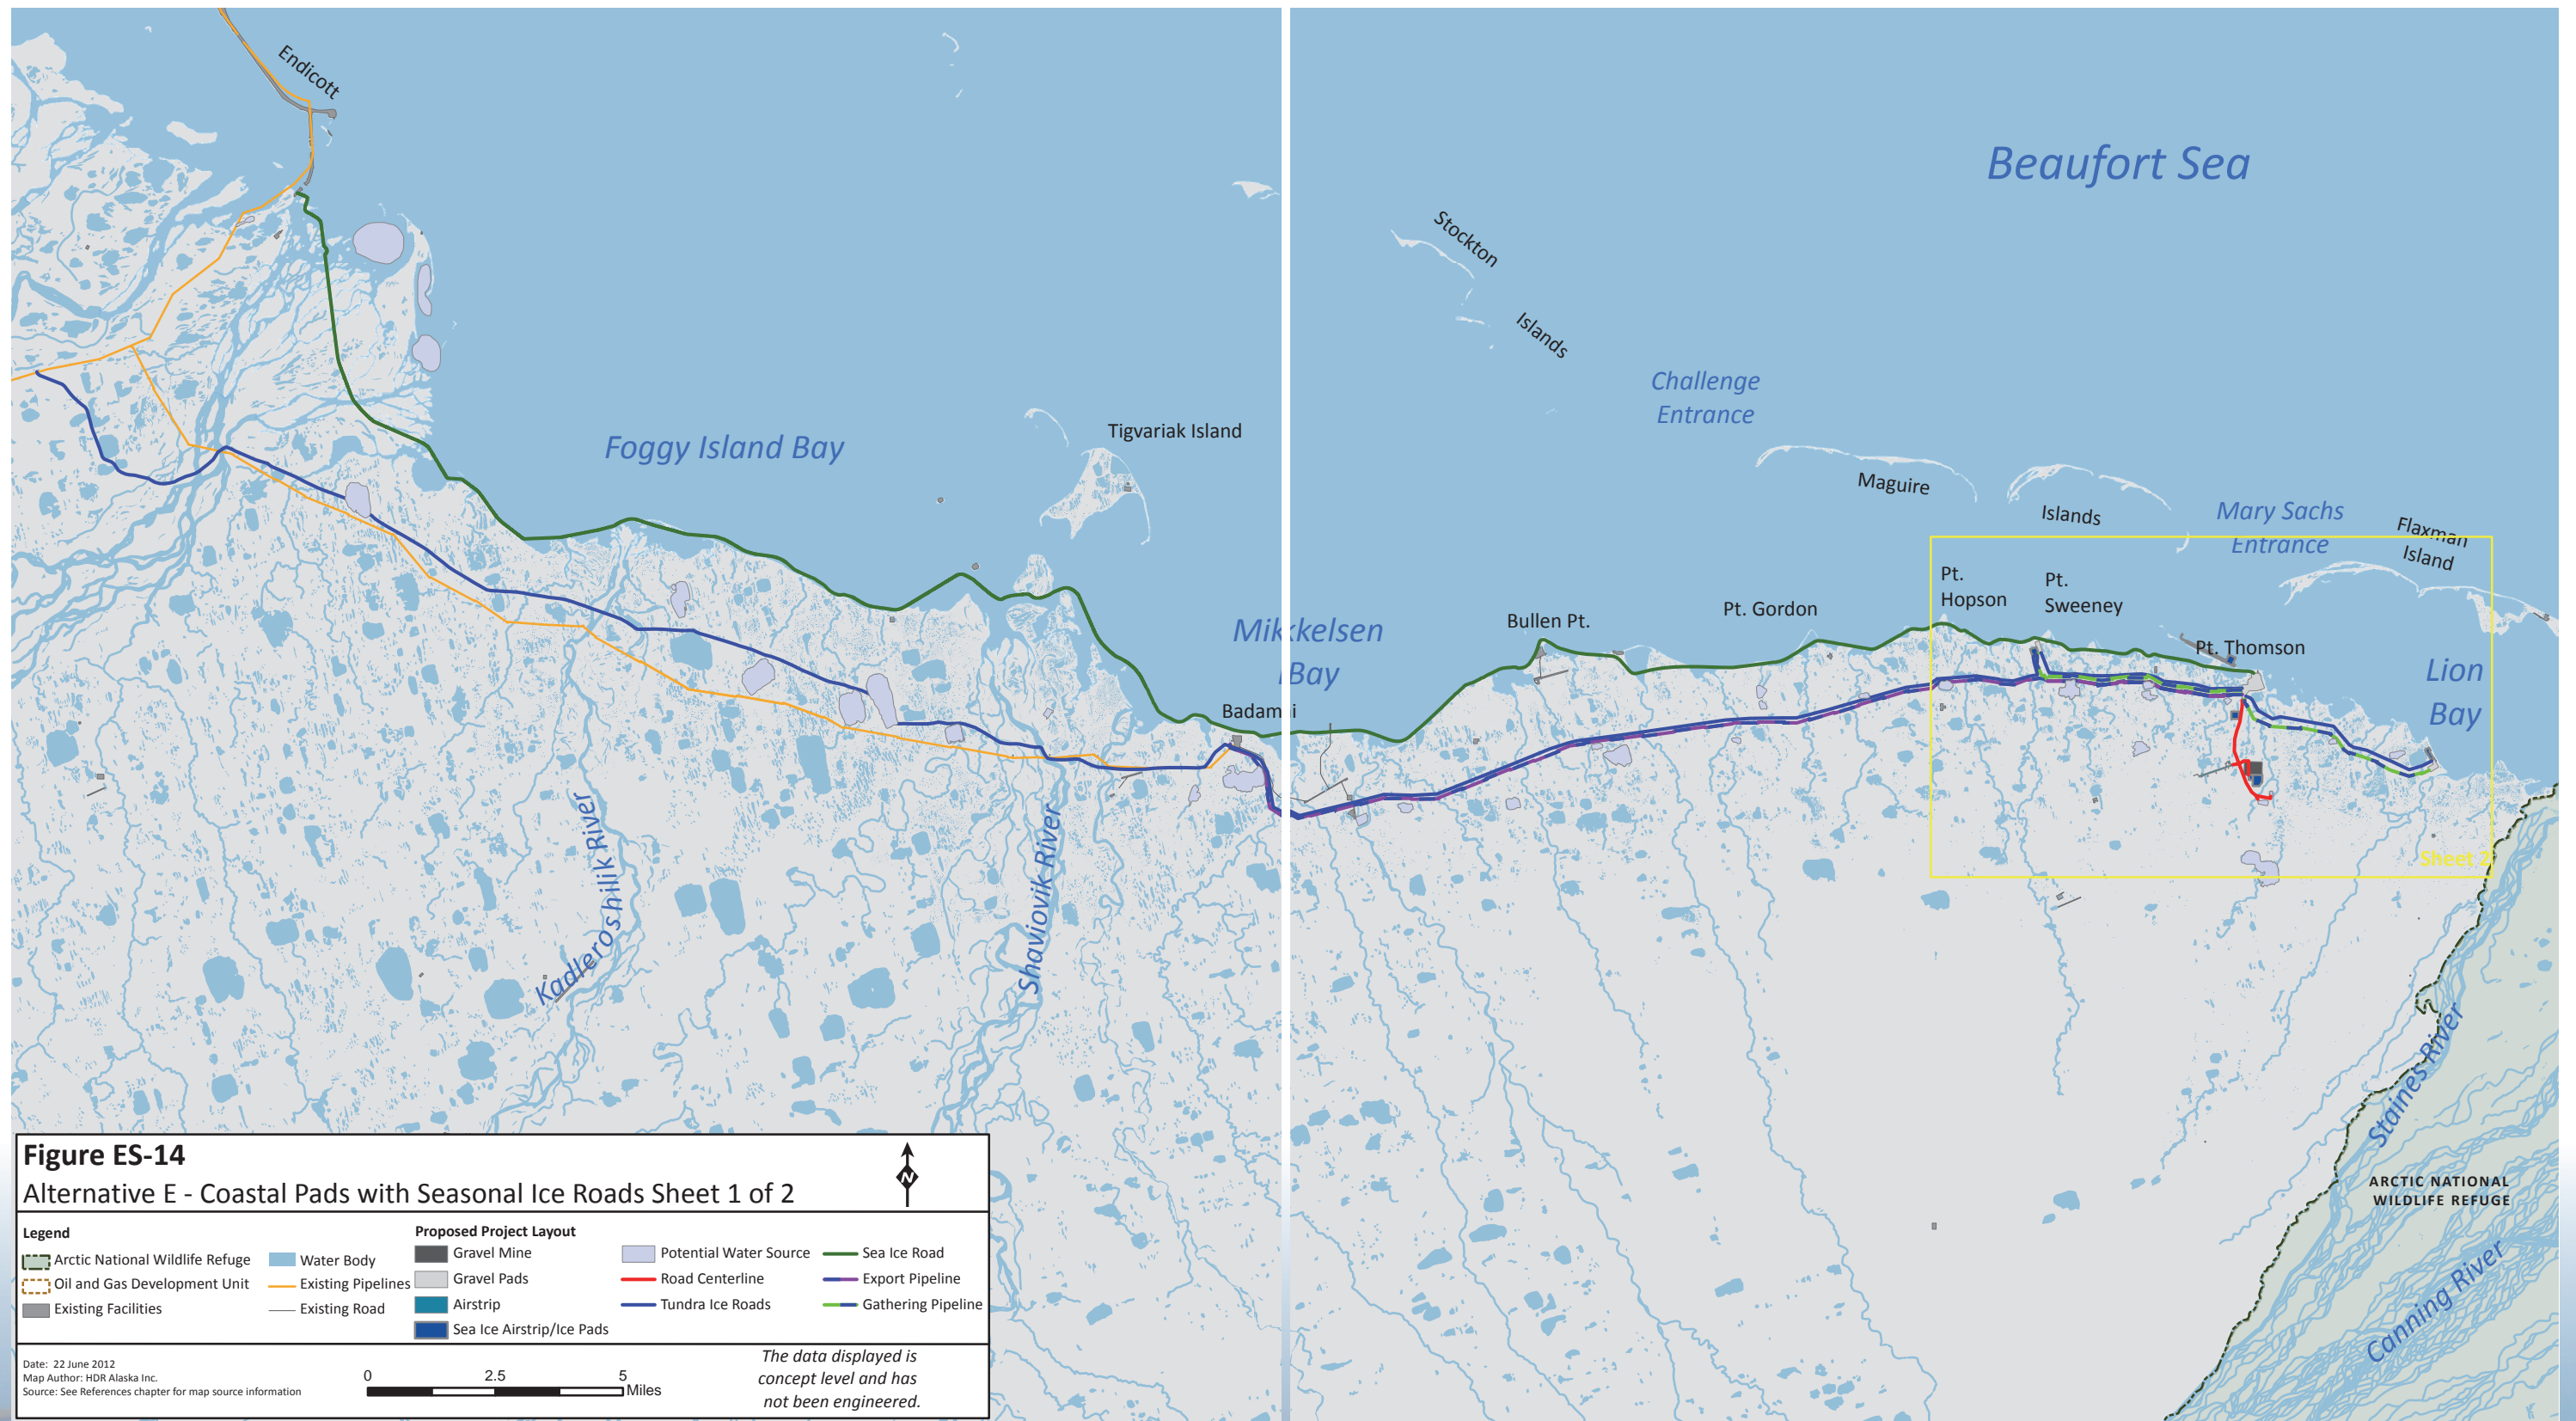 Endicott
Beaufort Sea
Stockton
Islands
Challenge
Entrance
Foggy Island Bay
Tigvariak Island
Maguire
Islands
Mary Sachs
Entrance
Flaxman
Island
Pt.
Hopson
Pt.
Sweeney
Mikkelsen
Bay
Bullen Pt.
Pt. Gordon
Pt. Thomson
Lion
Bay
Badami
Kadleroshilik River
Shaviovik River
Sheet 2
Staines River
ARCTIC NATIONAL
WILDLIFE REFUGE
Canning River
Figure ES-14
Alternative E - Coastal Pads with Seasonal Ice Roads Sheet 1 of 2
N
Legend
Arctic National Wildlife Refuge
Oil and Gas Development Unit
Existing Facilities
Water Body
Existing Pipelines
Existing Road
Proposed Project Layout
Gravel Mine
Gravel Pads
Airstrip
Sea Ice Airstrip/Ice Pads
Potential Water Source
Road Centerline
Tundra Ice Roads
Sea Ice Road
Export Pipeline
Gathering Pipeline
Date: 22 June 2012
Map Author: HDR Alaska Inc.
Source: See References chapter for map source information
0 2.5 5
Miles
The data displayed is
concept level and has
not been engineered.